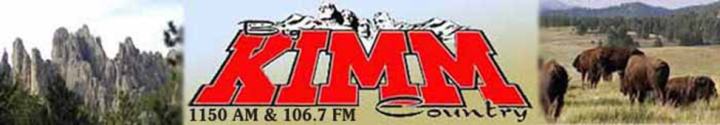 Big
KIMM
Country
1150 AM & 106.7 FM